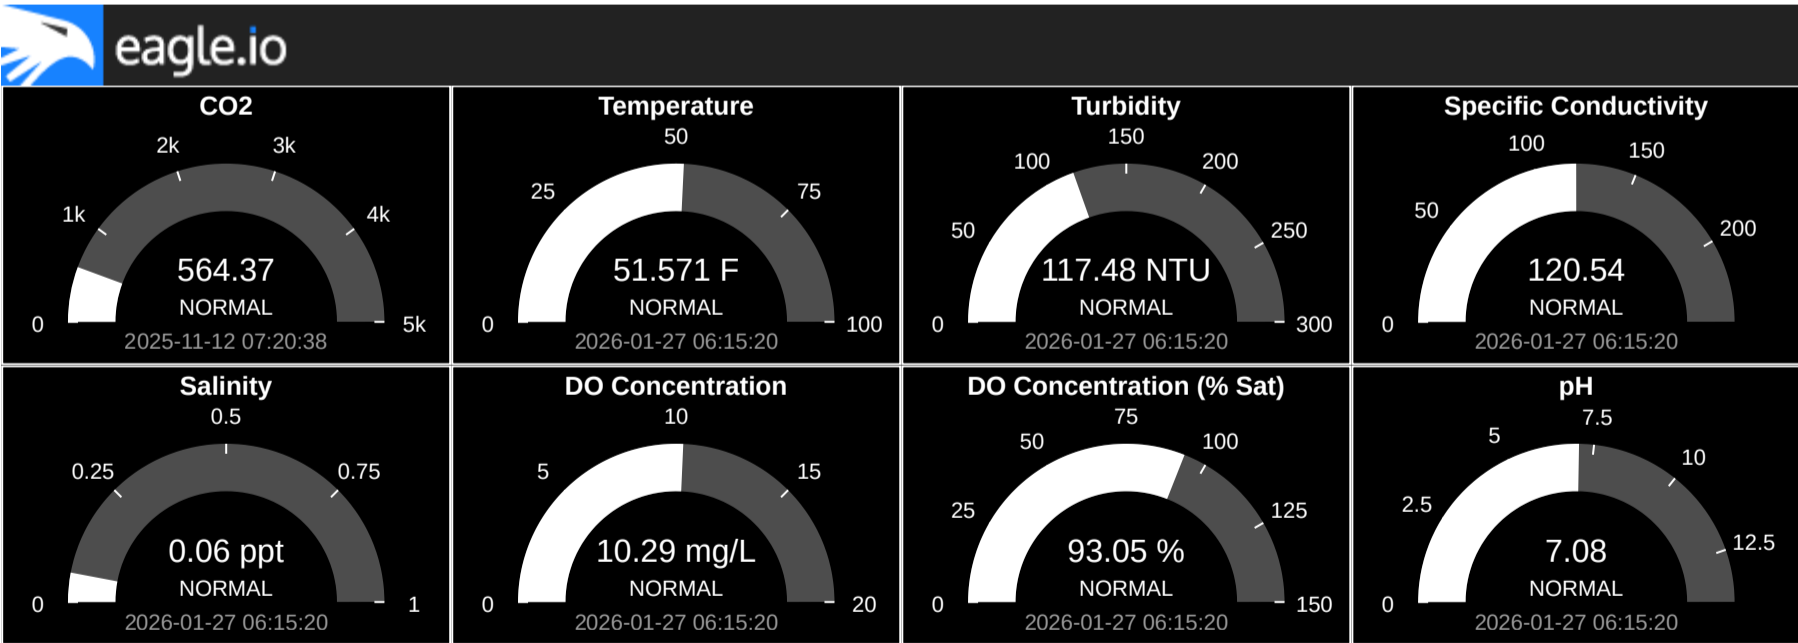 eagle.io
CO2
2k
3k
1k
4k
564.37
NORMAL
0
5k
2025-11-12 07:20:38
Temperature
50
25
75
51.571 F
NORMAL
0
100
2026-01-27 06:15:20
Turbidity
150
100
200
50
250
117.48 NTU
NORMAL
0
300
2026-01-27 06:15:20
Specific Conductivity
100
150
50
200
120.54
NORMAL
0
2026-01-27 06:15:20
Salinity
0.5
0.25
0.75
0.06 ppt
NORMAL
0
1
2026-01-27 06:15:20
DO Concentration
10
5
15
10.29 mg/L
NORMAL
0
20
2026-01-27 06:15:20
DO Concentration (% Sat)
75
50
100
25
125
93.05 %
NORMAL
0
150
2026-01-27 06:15:20
pH
7.5
5
10
2.5
12.5
7.08
NORMAL
0
2026-01-27 06:15:20